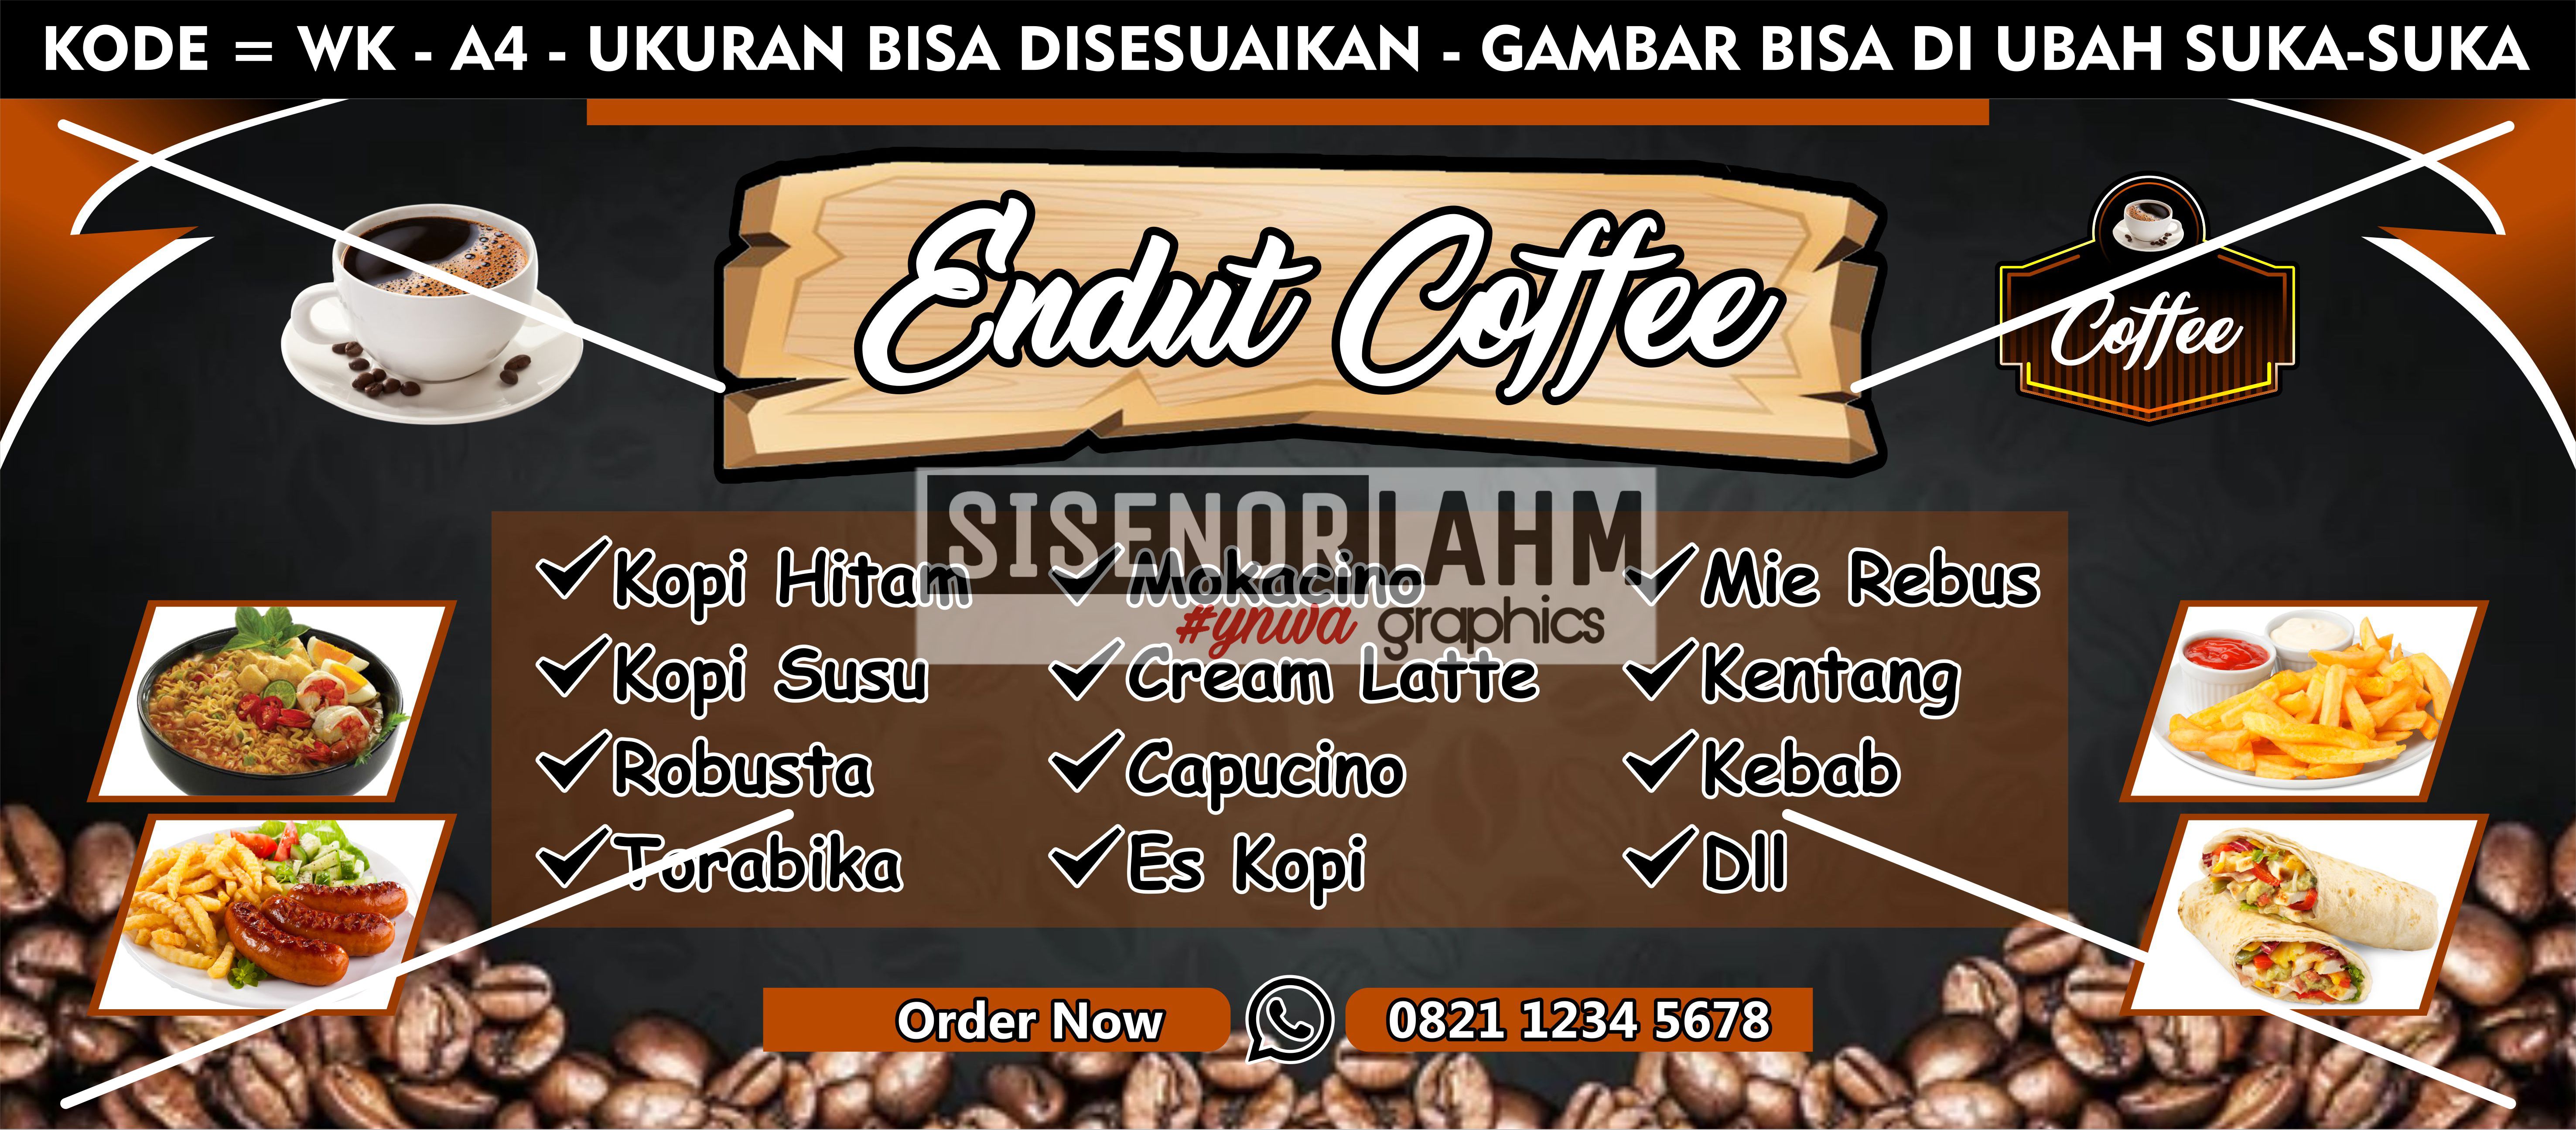 KODE = WK - A4 - UKURAN BISA DISESUAIKAN - GAMBAR BISA DI UBAH SUKA-SUKA
Endut Coffee
Coffee
SISENORLAHM
#ynwa graphics
✓Kopi Hitam
✓Kopi Susu
✓Robusta
✓Torabika
✓Mokacino
✓Cream Latte
✓Capucino
✓Es Kopi
✓Mie Rebus
✓Kentang
✓Kebab
✓Dll
Order Now
0821 1234 5678